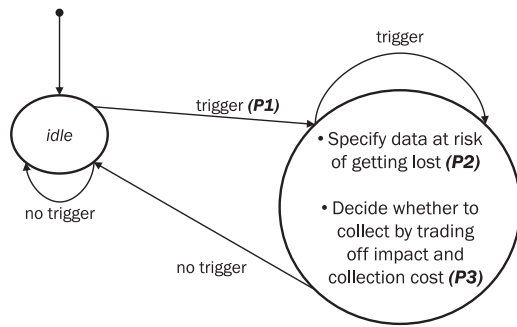 trigger
trigger (P1)
idle
• Specify data at risk
of getting lost (P2)
• Decide whether to
collect by trading
off impact and
collection cost (P3)
no trigger
no trigger